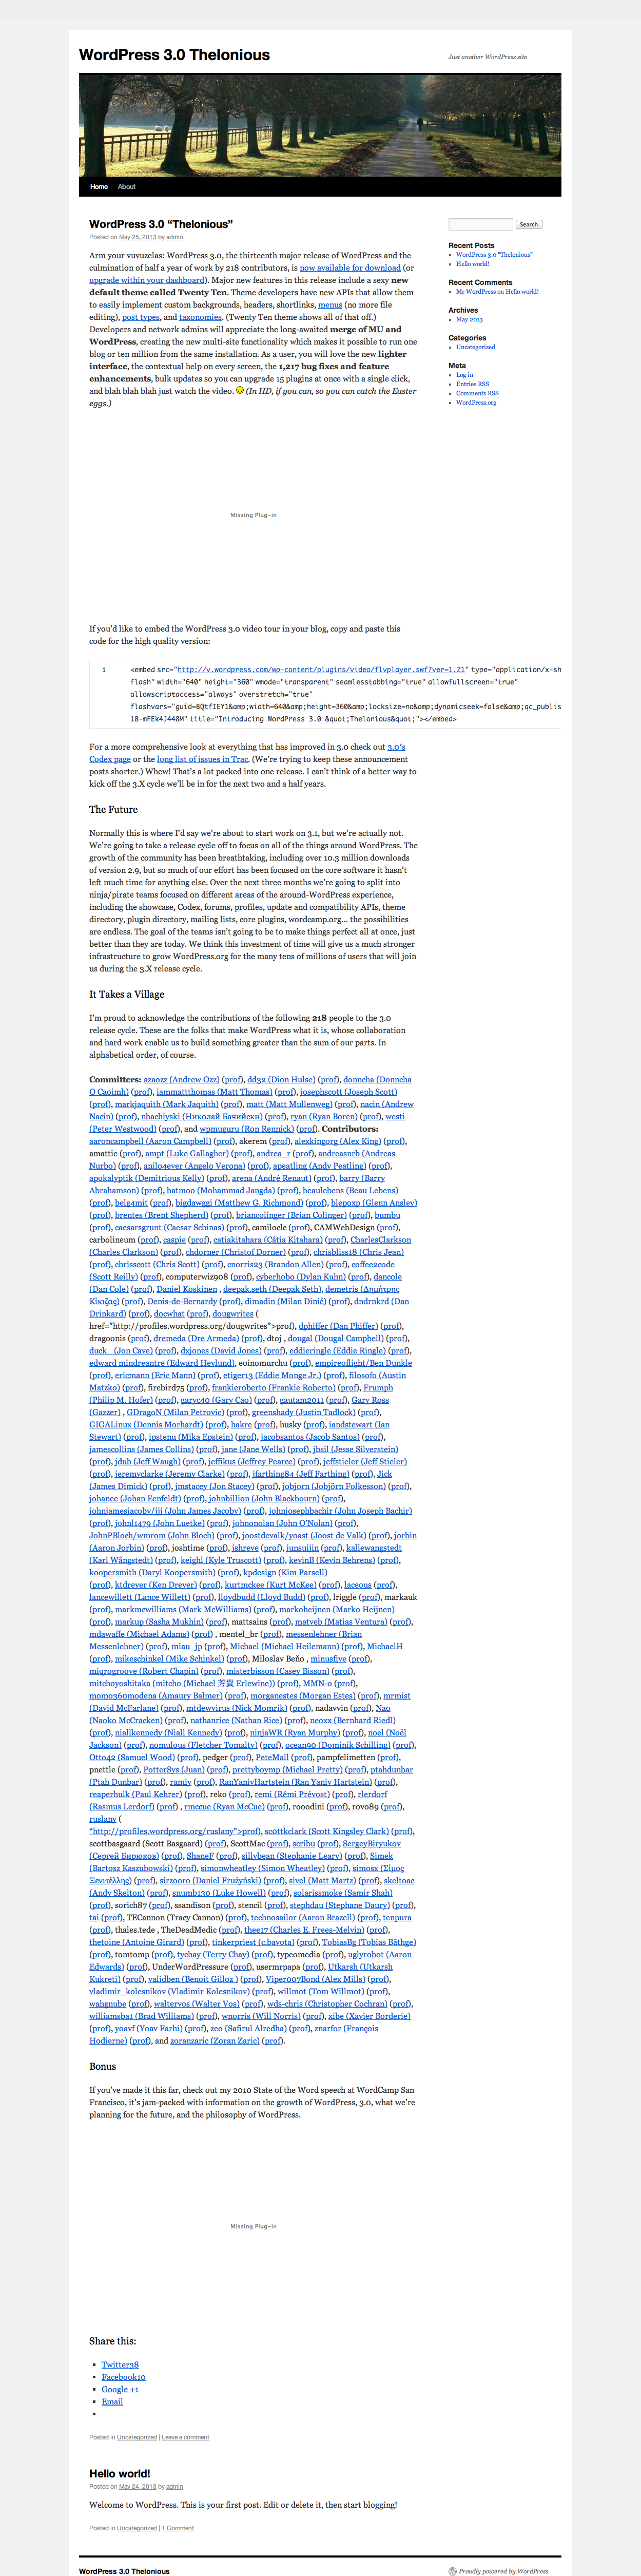 WordPress 3.0 Thelonious
Just another WordPress site
Home About
WordPress 3.0 “Thelonious”
Posted on May 25, 2013 by admin
Arm your vuvuzelas: WordPress 3.0, the thirteenth major release of WordPress and the
culmination of half a year of work by 218 contributors, is now available for download (or
upgrade within your dashboard). Major new features in this release include a sexy new
default theme called Twenty Ten. Theme developers have new APIs that allow them
to easily implement custom backgrounds, headers, shortlinks, menus (no more file
editing), post types, and taxonomies. (Twenty Ten theme shows all of that off.)
Developers and network admins will appreciate the long-awaited merge of MU and
WordPress, creating the new multi-site functionality which makes it possible to run one
blog or ten million from the same installation. As a user, you will love the new lighter
interface, the contextual help on every screen, the 1,217 bug fixes and feature
enhancements, bulk updates so you can upgrade 15 plugins at once with a single click,
and blah blah blah just watch the video. (In HD, if you can, so you can catch the Easter
eggs.)
Missing Plug-in
If you'd like to embed the WordPress 3.0 video tour in your blog, copy and paste this
code for the high quality version:
1 <embed src="http://v.wordpress.com/wp-content/plugins/video/flvplayer.swf?ver=1.21" type="application/x-sh
flash" width="640" height="360" wmode="transparent" seamlesstabbing="true" allowfullscreen="true"
allowscriptaccess="always" overstretch="true"
flashvars="guid=BQtfIEY1&amp;width=640&amp;height=360&amp;locksize=no&amp;dynamicseek=false&amp;qc_publis
18-mFEk4J448M" title="Introducing WordPress 3.0 &quot;Thelonious&quot;"></embed>
For a more comprehensive look at everything that has improved in 3.0 check out 3.0's
Codex page or the long list of issues in Trac. (We're trying to keep these announcement
posts shorter.) Whew! That's a lot packed into one release. I can't think of a better way to
kick off the 3.X cycle we'll be in for the next two and a half years.
The Future
Normally this is where I'd say we're about to start work on 3.1, but we're actually not.
We're going to take a release cycle off to focus on all of the things around WordPress. The
growth of the community has been breathtaking, including over 10.3 million downloads
of version 2.9, but so much of our effort has been focused on the core software it hasn't
left much time for anything else. Over the next three months we're going to split into
ninja/pirate teams focused on different areas of the around-WordPress experience,
including the showcase, Codex, forums, profiles, update and compatibility APIs, theme
directory, plugin directory, mailing lists, core plugins, wordcamp.org... the possibilities
are endless. The goal of the teams isn't going to be to make things perfect all at once, just
better than they are today. We think this investment of time will give us a much stronger
infrastructure to grow WordPress.org for the many tens of millions of users that will join
us during the 3.X release cycle.
It Takes a Village
I'm proud to acknowledge the contributions of the following 218 people to the 3.0
release cycle. These are the folks that make WordPress what it is, whose collaboration
and hard work enable us to build something greater than the sum of our parts. In
alphabetical order, of course.
Committers: azaozz (Andrew Ozz) (prof), dd32 (Dion Hulse) (prof), donncha (Donncha
O Caoimh) (prof), iammattthomas (Matt Thomas) (prof), josephscott (Joseph Scott)
(prof), markjaquith (Mark Jaquith) (prof), matt (Matt Mullenweg) (prof), nacin (Andrew
Nacin) (prof), nbachiyski (Николай Бачийски) (prof), ryan (Ryan Boren) (prof), westi
(Peter Westwood) (prof), and wpmuguru (Ron Rennick) (prof). Contributors:
aaroncampbell (Aaron Campbell) (prof), akerem (prof), alexkingorg (Alex King) (prof),
amattie (prof), ampt (Luke Gallagher) (prof), andrea_r (prof), andreasnrb (Andreas
Nurbo) (prof), anilo4ever (Angelo Verona) (prof), apeatling (Andy Peatling) (prof),
apokalyptik (Demitrious Kelly) (prof), arena (André Renaut) (prof), barry (Barry
Abrahamson) (prof), batmoo (Mohammad Jangda) (prof), beaulebens (Beau Lebens)
(prof), belg4mit (prof), bigdawggi (Matthew G. Richmond) (prof), blepoxp (Glenn Ansley)
(prof), brentes (Brent Shepherd) (prof), briancolinger (Brian Colinger) (prof), bumbu
(prof), caesarsgrunt (Caesar Schinas) (prof), camiloclc (prof), CAMWebDesign (prof),
carbolineum (prof), caspie (prof), catiakitahara (Cátia Kitahara) (prof), CharlesClarkson
(Charles Clarkson) (prof), chdorner (Christof Dorner) (prof), chrisbliss18 (Chris Jean)
(prof), chrisscott (Chris Scott) (prof), cnorris23 (Brandon Allen) (prof), coffee2code
(Scott Reilly) (prof), computerwiz908 (prof), cyberhobo (Dylan Kuhn) (prof), dancole
(Dan Cole) (prof), Daniel Koskinen , deepak.seth (Deepak Seth), demetris (Δημήτρης
Κίκιζας) (prof), Denis-de-Bernardy (prof), dimadin (Milan Dinić) (prof), dndrnkrd (Dan
Drinkard) (prof), docwhat (prof), dougwrites (
href="http://profiles.wordpress.org/dougwrites">prof), dphiffer (Dan Phiffer) (prof),
dragoonis (prof), dremeda (Dre Armeda) (prof), dtoj , dougal (Dougal Campbell) (prof),
duck_ (Jon Cave) (prof), dxjones (David Jones) (prof), eddieringle (Eddie Ringle) (prof),
edward mindreantre (Edward Hevlund), eoinomurchu (prof), empireoflight/Ben Dunkle
(prof), ericmann (Eric Mann) (prof), etiger13 (Eddie Monge Jr.) (prof), filosofo (Austin
Matzko) (prof), firebird75 (prof), frankieroberto (Frankie Roberto) (prof), Frumph
(Philip M. Hofer) (prof), garyc40 (Gary Cao) (prof), gautam2011 (prof), Gary Ross
(Gazzer) , GDragoN (Milan Petrovic) (prof), greenshady (Justin Tadlock) (prof),
GIGALinux (Dennis Morhardt) (prof), hakre (prof), husky (prof), iandstewart (Ian
Stewart) (prof), ipstenu (Mika Epstein) (prof), jacobsantos (Jacob Santos) (prof),
jamescollins (James Collins) (prof), jane (Jane Wells) (prof), jbsil (Jesse Silverstein)
(prof), jdub (Jeff Waugh) (prof), jeffikus (Jeffrey Pearce) (prof), jeffstieler (Jeff Stieler)
(prof), jeremyclarke (Jeremy Clarke) (prof), jfarthing84 (Jeff Farthing) (prof), Jick
(James Dimick) (prof), jmstacey (Jon Stacey) (prof), jobjorn (Jobjörn Folkesson) (prof),
johanee (Johan Eenfeldt) (prof), johnbillion (John Blackbourn) (prof),
johnjamesjacoby/jjj (John James Jacoby) (prof), johnjosephbachir (John Joseph Bachir)
(prof), johnl1479 (John Luetke) (prof), johnonolan (John O'Nolan) (prof),
JohnPBloch/wmrom (John Bloch) (prof), joostdevalk/yoast (Joost de Valk) (prof), jorbin
(Aaron Jorbin) (prof), joshtime (prof), jshreve (prof), junsuijin (prof), kallewangstedt
(Karl Wångstedt) (prof), keighl (Kyle Truscott) (prof), kevinB (Kevin Behrens) (prof),
koopersmith (Daryl Koopersmith) (prof), kpdesign (Kim Parsell)
(prof), ktdreyer (Ken Dreyer) (prof), kurtmckee (Kurt McKee) (prof), laceous (prof),
lancewillett (Lance Willett) (prof), lloydbudd (Lloyd Budd) (prof), lriggle (prof), markauk
(prof), markmcwilliams (Mark McWilliams) (prof), markoheijnen (Marko Heijnen)
(prof), markup (Sasha Mukhin) (prof), mattsains (prof), matveb (Matias Ventura) (prof),
mdawaffe (Michael Adams) (prof) , mentel_br (prof), messenlehner (Brian
Messenlehner) (prof), miau_jp (prof), Michael (Michael Heilemann) (prof), MichaelH
(prof), mikeschinkel (Mike Schinkel) (prof), Miloslav Beňo , minusfive (prof),
miqrogroove (Robert Chapin) (prof), misterbisson (Casey Bisson) (prof),
mitchoyoshitaka (mitcho (Michael 芳貴 Erlewine)) (prof), MMN-o (prof),
momo360modena (Amaury Balmer) (prof), morganestes (Morgan Estes) (prof), mrmist
(David McFarlane) (prof), mtdewvirus (Nick Momrik) (prof), nadavvin (prof), Nao
(Naoko McCracken) (prof), nathanrice (Nathan Rice) (prof), neoxx (Bernhard Riedl)
(prof), niallkennedy (Niall Kennedy) (prof), ninjaWR (Ryan Murphy) (prof), noel (Noël
Jackson) (prof), nomulous (Fletcher Tomalty) (prof), ocean90 (Dominik Schilling) (prof),
Otto42 (Samuel Wood) (prof), pedger (prof), PeteMall (prof), pampfelimetten (prof),
pnettle (prof), PotterSys (Juan) (prof), prettyboymp (Michael Pretty) (prof), ptahdunbar
(Ptah Dunbar) (prof), ramiy (prof), RanYanivHartstein (Ran Yaniv Hartstein) (prof),
reaperhulk (Paul Kehrer) (prof), reko (prof), remi (Rémi Prévost) (prof), rlerdorf
(Rasmus Lerdorf) (prof) , rmccue (Ryan McCue) (prof), rooodini (prof), rovo89 (prof),
ruslany (
"http://profiles.wordpress.org/ruslany">prof), sc0ttkclark (Scott Kingsley Clark) (prof),
scottbasgaard (Scott Basgaard) (prof), ScottMac (prof), scribu (prof), SergeyBiryukov
(Сергей Бирюков) (prof), ShaneF (prof), sillybean (Stephanie Leary) (prof), Simek
(Bartosz Kaszubowski) (prof), simonwheatley (Simon Wheatley) (prof), simosx (Σίμος
Ξενιτέλλης) (prof), sirzooro (Daniel Frużyński) (prof), sivel (Matt Martz) (prof), skeltoac
(Andy Skelton) (prof), snumb130 (Luke Howell) (prof), solarissmoke (Samir Shah)
(prof), sorich87 (prof), ssandison (prof), stencil (prof), stephdau (Stephane Daury) (prof),
tai (prof), TECannon (Tracy Cannon) (prof), technosailor (Aaron Brazell) (prof), tenpura
(prof), thales.tede , TheDeadMedic (prof), thee17 (Charles E. Frees-Melvin) (prof),
thetoine (Antoine Girard) (prof), tinkerpriest (c.bavota) (prof), TobiasBg (Tobias Bäthge)
(prof), tomtomp (prof), tychay (Terry Chay) (prof), typeomedia (prof), uglyrobot (Aaron
Edwards) (prof), UnderWordPressure (prof), usermrpapa (prof), Utkarsh (Utkarsh
Kukreti) (prof), validben (Benoit Gilloz ) (prof), Viper007Bond (Alex Mills) (prof),
vladimir_kolesnikov (Vladimir Kolesnikov) (prof), willmot (Tom Willmot) (prof),
wahgnube (prof), waltervos (Walter Vos) (prof), wds-chris (Christopher Cochran) (prof),
williamsba1 (Brad Williams) (prof), wnorris (Will Norris) (prof), xibe (Xavier Borderie)
(prof), yoavf (Yoav Farhi) (prof), zeo (Safirul Alredha) (prof), znarfor (François
Hodierne) (prof), and zoranzaric (Zoran Zaric) (prof).
Bonus
If you've made it this far, check out my 2010 State of the Word speech at WordCamp San
Francisco, it's jam-packed with information on the growth of WordPress, 3.0, what we're
planning for the future, and the philosophy of WordPress.
Missing Plug-in
Share this:
Twitter38
Facebook10
Google +1
Email
Posted in Uncategorized | Leave a comment
Hello world!
Posted on May 24, 2013 by admin
Welcome to WordPress. This is your first post. Edit or delete it, then start blogging!
Posted in Uncategorized | 1 Comment
Search
Recent Posts
WordPress 3.0 “Thelonious”
Hello world!
Recent Comments
Mr WordPress on Hello world!
Archives
May 2013
Categories
Uncategorized
Meta
Log in
Entries RSS
Comments RSS
WordPress.org
WordPress 3.0 Thelonious
Proudly powered by WordPress.